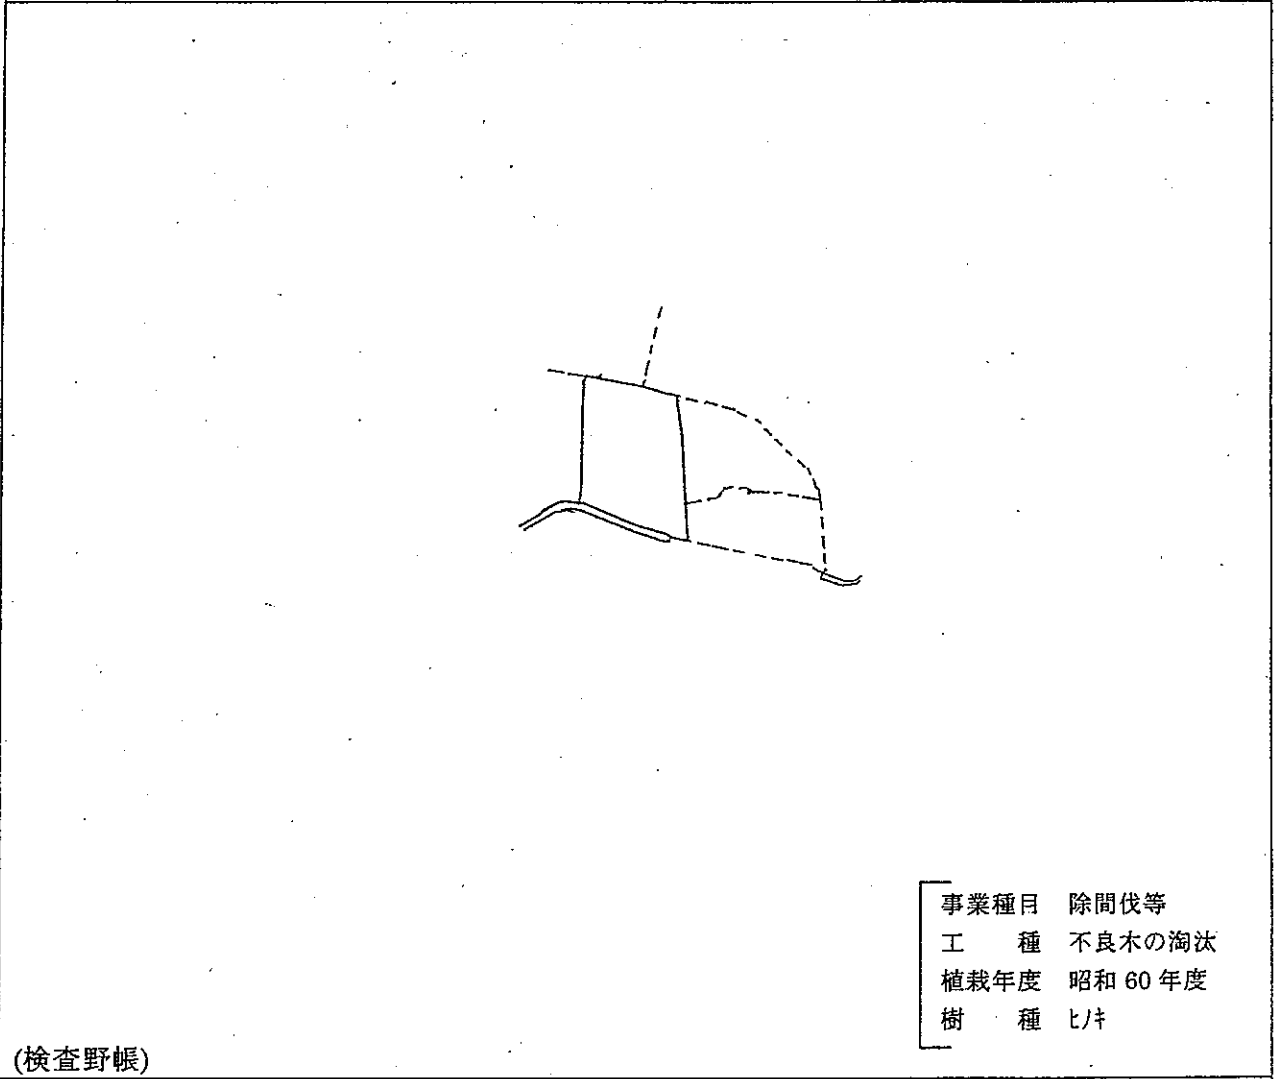 事業種目　除間伐等
工　　種　不良木の淘汰
植栽年度　昭和 60 年度
樹　　種　ﾋﾉｷ
(検査野帳)